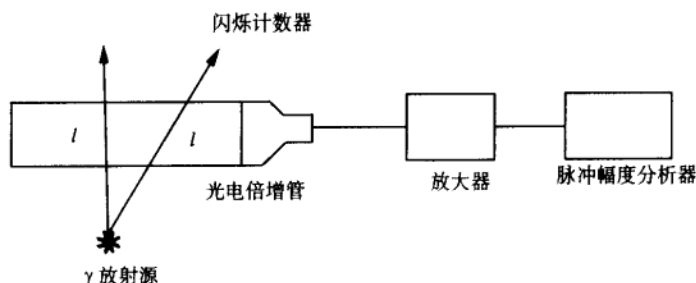 闪烁计数器
l
l
光电倍增管
放大器
脉冲幅度分析器
γ 放射源